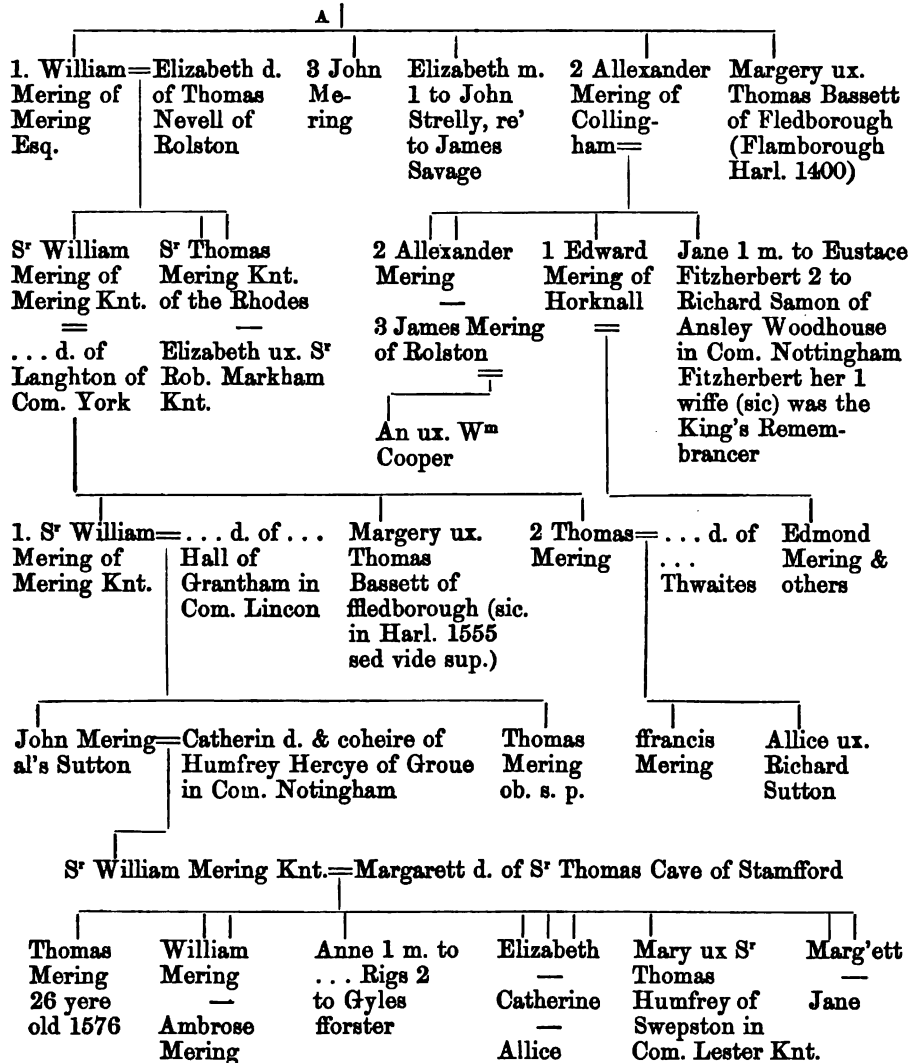 A
1. William=Elizabeth d.
Mering of
Mering
Esq.
of Thomas
Nevell of
Rolston
3 John
Me-
ring
Elizabeth m.
1 to John
Strelly, re'
to James
Savage
2 Allexander
Mering of
Colling-
ham=
Margery ux.
Thomas Bassett
of Fledborough
(Flamborough
Harl. 1400)
Sr William
Mering of
Mering Knt.
=
... d. of
Langhton of
Com. York
Sr Thomas
Mering Knt.
of the Rhodes
—
Elizabeth ux. Sr
Rob. Markham
Knt.
2 Allexander
Mering
—
3 James Mering
of Rolston
=
An ux. Wm
Cooper
1 Edward
Mering of
Horknall
=
Jane 1 m. to Eustace
Fitzherbert 2 to
Richard Samon of
Ansley Woodhouse
in Com. Nottingham
Fitzherbert her 1
wiffe (sic) was the
King's Remem-
brancer
1. Sr William=... d. of ...
Mering of
Mering Knt.
Hall of
Grantham in
Com. Lincon
Margery ux.
Thomas
Bassett of
ffledborough (sic.
in Harl. 1555
sed vide sup.)
2 Thomas=... d. of
Mering
...
Thwaites
Edmond
Mering &
others
John Mering=Catherin d. & coheire of
al's Sutton
Humfrey Hercye of Groue
in Com. Notingham
Thomas
Mering
ob. s. p.
ffrancis
Mering
Allice ux.
Richard
Sutton
Sr William Mering Knt.=Margarett d. of Sr Thomas Cave of Stamfford
Thomas
Mering
26 yere
old 1576
William
Mering
—
Ambrose
Mering
Anne 1 m. to
... Rigs 2
to Gyles
fforster
Elizabeth
—
Catherine
—
Allice
Mary ux Sr
Thomas
Humfrey of
Swepston in
Com. Lester Knt.
Marg'ett
—
Jane